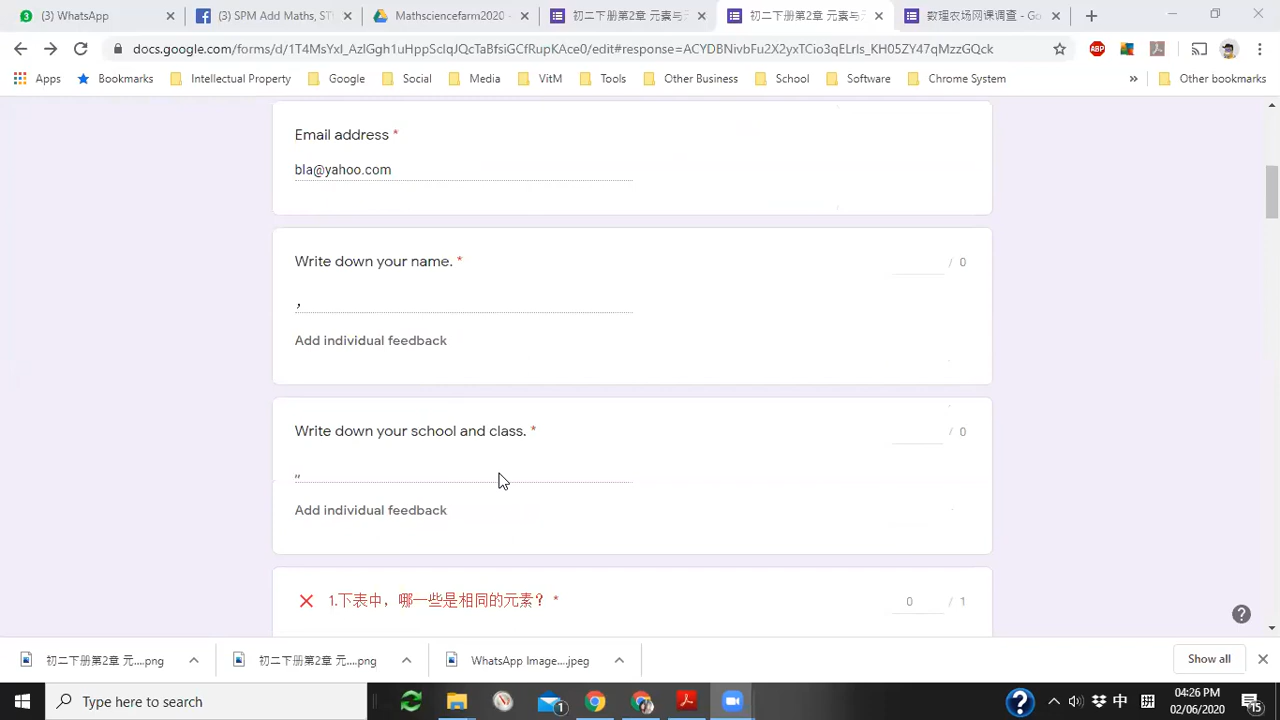 (3) WhatsApp
(3) SPM Add Maths, ST
Mathsciencefarm2020 -
初二下册第2章 元素与
初二下册第2章 元素与
数理农场网课调查 - Go
docs.google.com/forms/d/1T4MsYxI_AzlGgh1uHppSclqJQcTaBfsiGCfRupKAce0/edit#response=ACYDBNivbFu2X2yxTCio3qELrIs_KH05ZY47qMzzGQck
ABP
Apps
Bookmarks
Intellectual Property
Google
Social
Media
VitM
Tools
Other Business
School
Software
Chrome System
»
Other bookmarks
Email address *
bla@yahoo.com
Write down your name. *
/ 0
，
Add individual feedback
Write down your school and class. *
/ 0
,,
Add individual feedback
1.下表中，哪一些是相同的元素？ *
0 / 1
初二下册第2章 元....png
初二下册第2章 元....png
WhatsApp Image....jpeg
Show all
Type here to search
1
中
拼
04:26 PM
02/06/2020
15